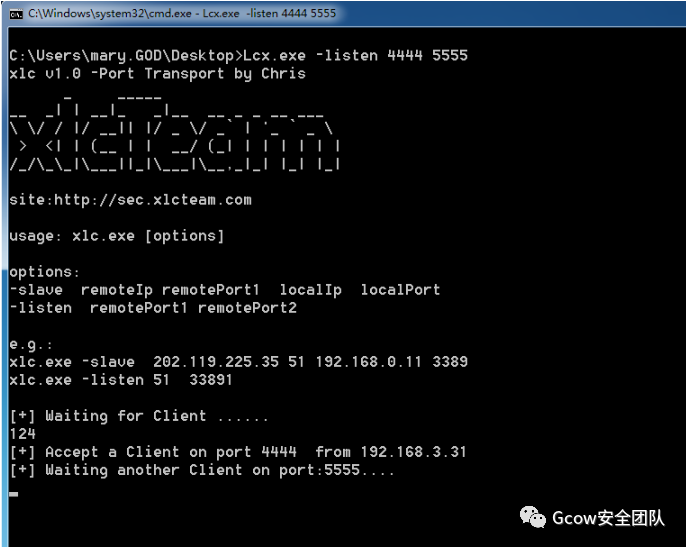 C:\Windows\system32\cmd.exe - Lcx.exe -listen 4444 5555
C:\Users\mary.GOD\Desktop>Lcx.exe -listen 4444 5555
xlc v1.0 -Port Transport by Chris
xlcTeam
site:http://sec.xlcteam.com
usage: xlc.exe [options]
options:
-slave remoteIp remotePort1 localIp localPort
-listen remotePort1 remotePort2
e.g.:
xlc.exe -slave 202.119.225.35 51 192.168.0.11 3389
xlc.exe -listen 51 33891
[+] Waiting for Client ......
124
[+] Accept a Client on port 4444 from 192.168.3.31
[+] Waiting another Client on port:5555....
Gcow安全团队